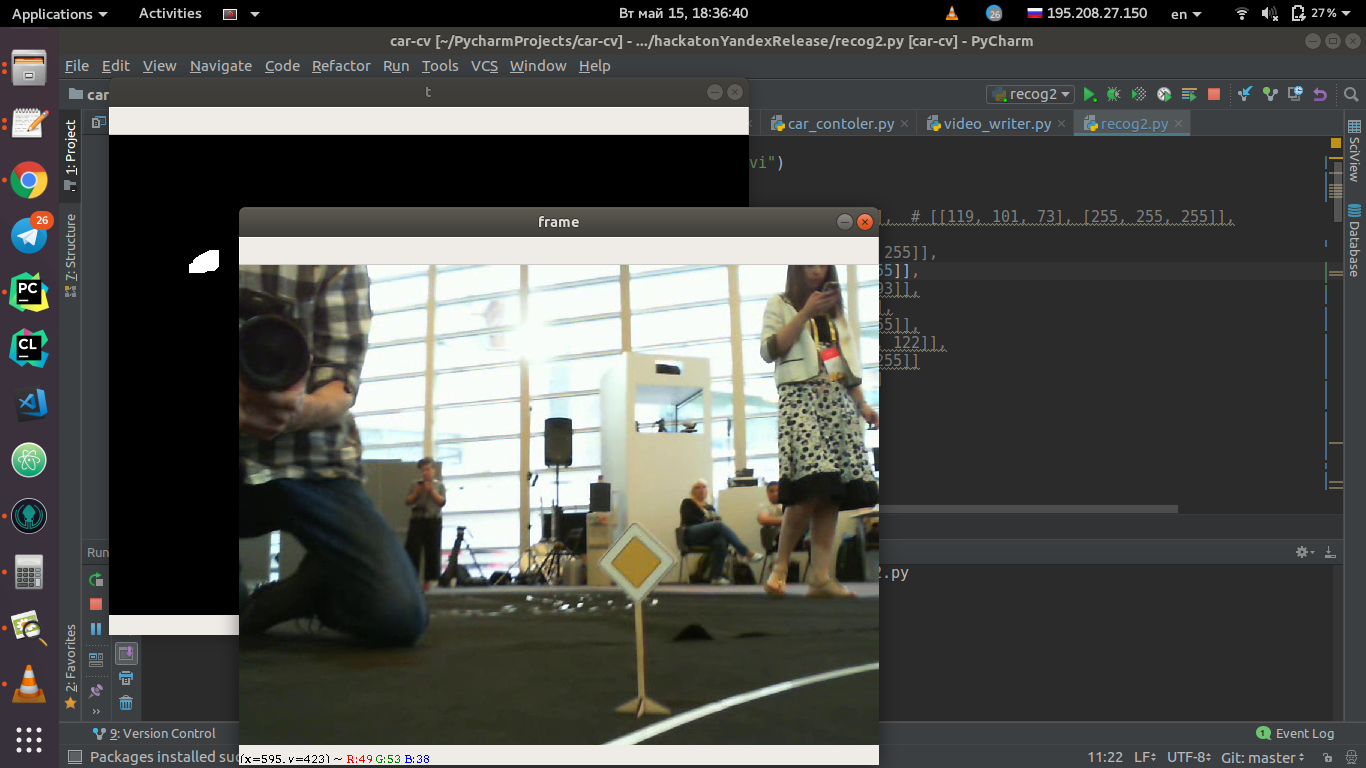 Applications Activities Вт май 15, 18:36:40 26 195.208.27.150 en 27%
car-cv [~/PycharmProjects/car-cv] - .../hackatonYandexRelease/recog2.py [car-cv] - PyCharm
File Edit View Navigate Code Refactor Run Tools VCS Window Help
car
t
recog2
1: Project
car_contoler.py video_writer.py recog2.py
vi")
, # [[119, 101, 73], [255, 255, 255]],
255]],
55]],
93]],
],
55]],
122]],
255]]
frame
7: Structure
SciView
Database
26
PC
CL
Run
2.py
2: Favorites
9: Version Control
Event Log
1
Packages installed suc
(x=595, y=423) ~ R:49 G:53 B:38
11:22 LF UTF-8 Git: master